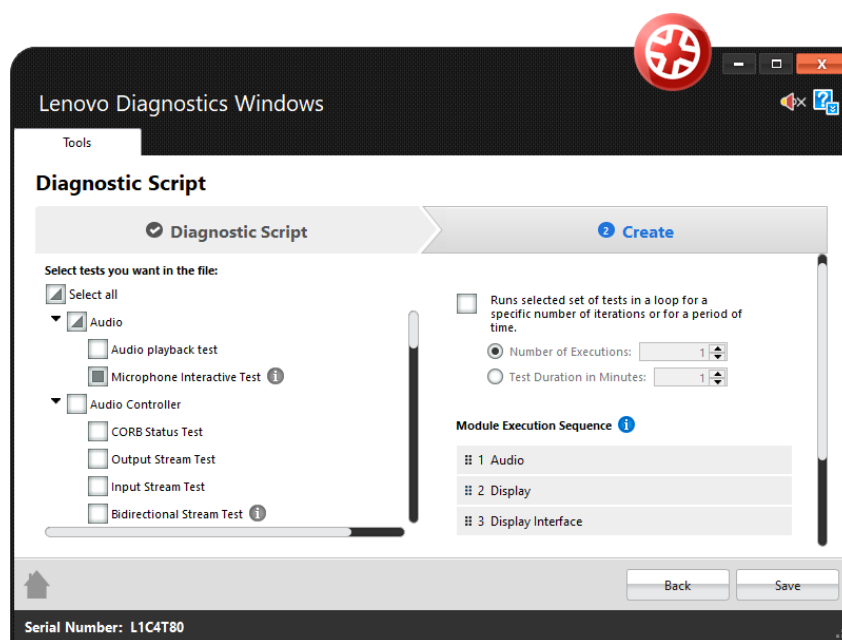 Lenovo Diagnostics Windows
Tools
Diagnostic Script
Diagnostic Script
2 Create
Select tests you want in the file:
Select all
Audio
Audio playback test
Microphone Interactive Test
Audio Controller
CORB Status Test
Output Stream Test
Input Stream Test
Bidirectional Stream Test
Runs selected set of tests in a loop for a
specific number of iterations or for a period of
time.
Number of Executions: 1
Test Duration in Minutes: 1
Module Execution Sequence
1 Audio
2 Display
3 Display Interface
Back
Save
Serial Number: L1C4T80